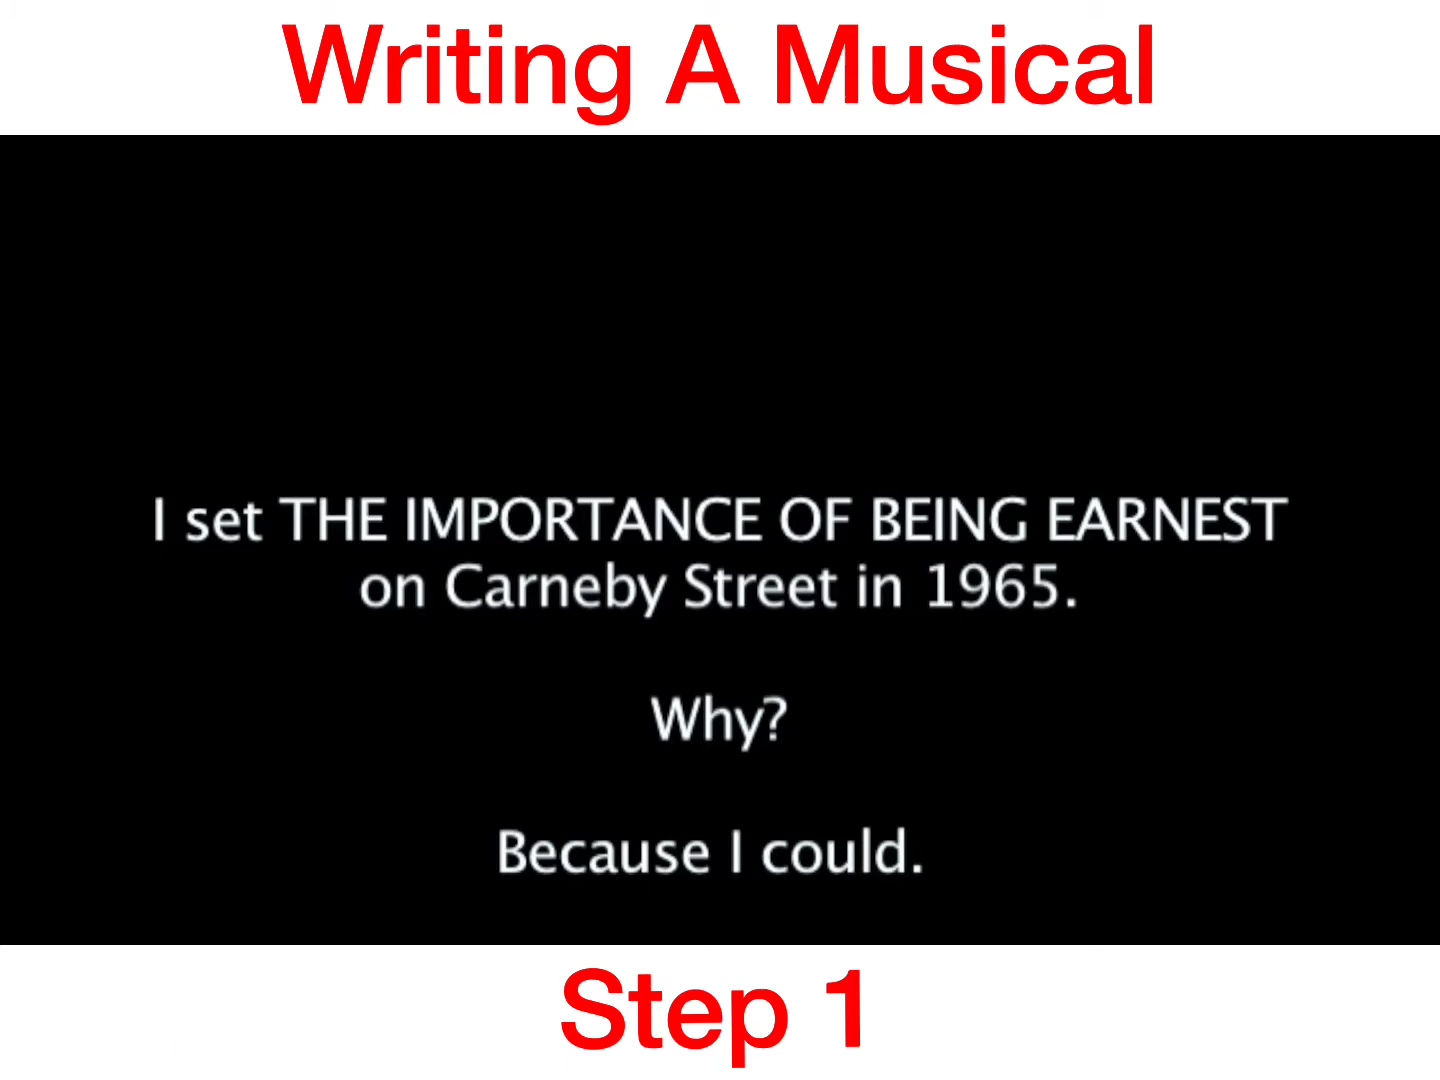 Writing A Musical
I set THE IMPORTANCE OF BEING EARNEST
on Carneby Street in 1965.
Why?
Because I could.
Step 1